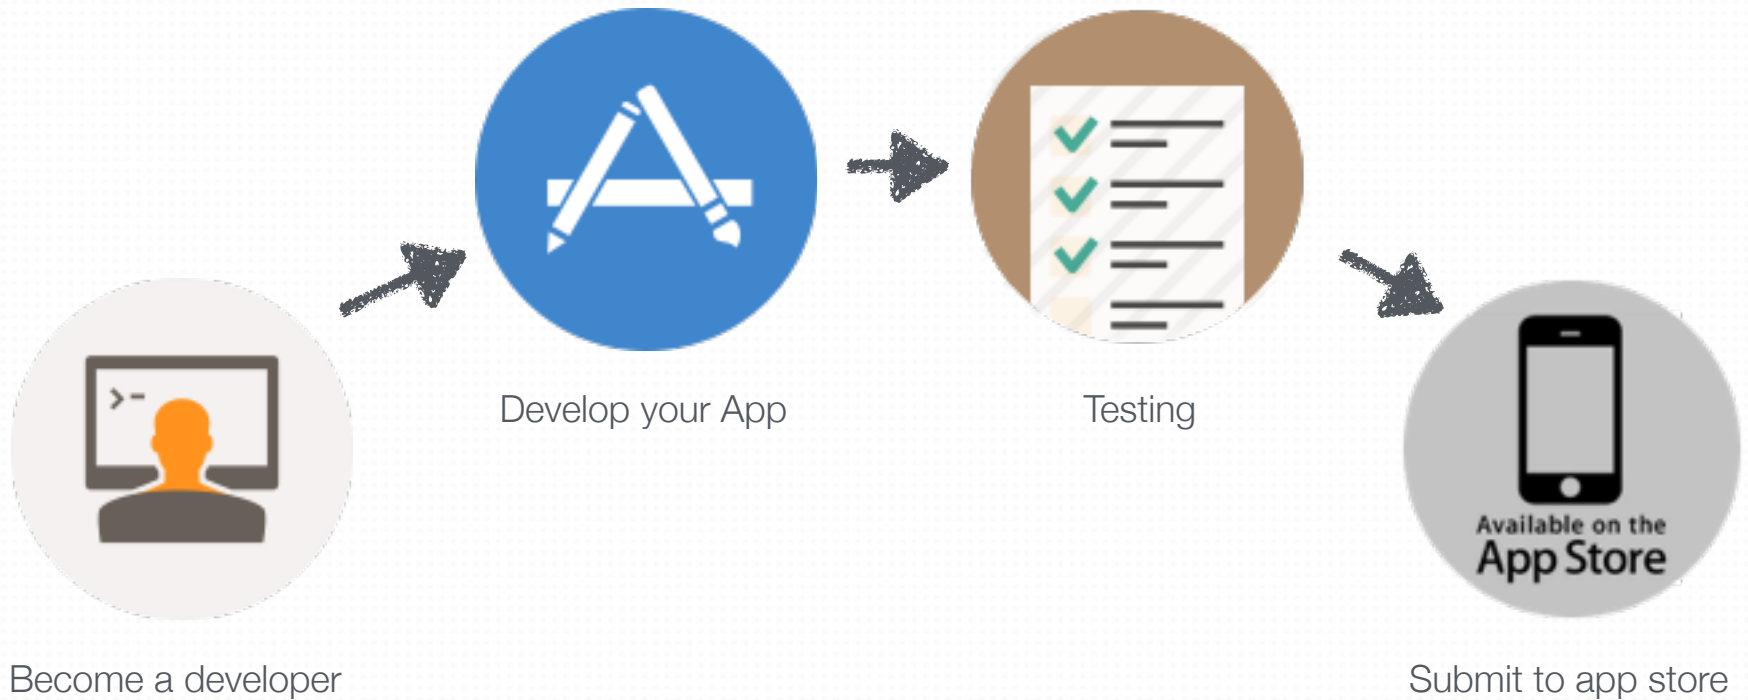 Become a developer
Develop your App
Testing
Available on the
App Store
Submit to app store